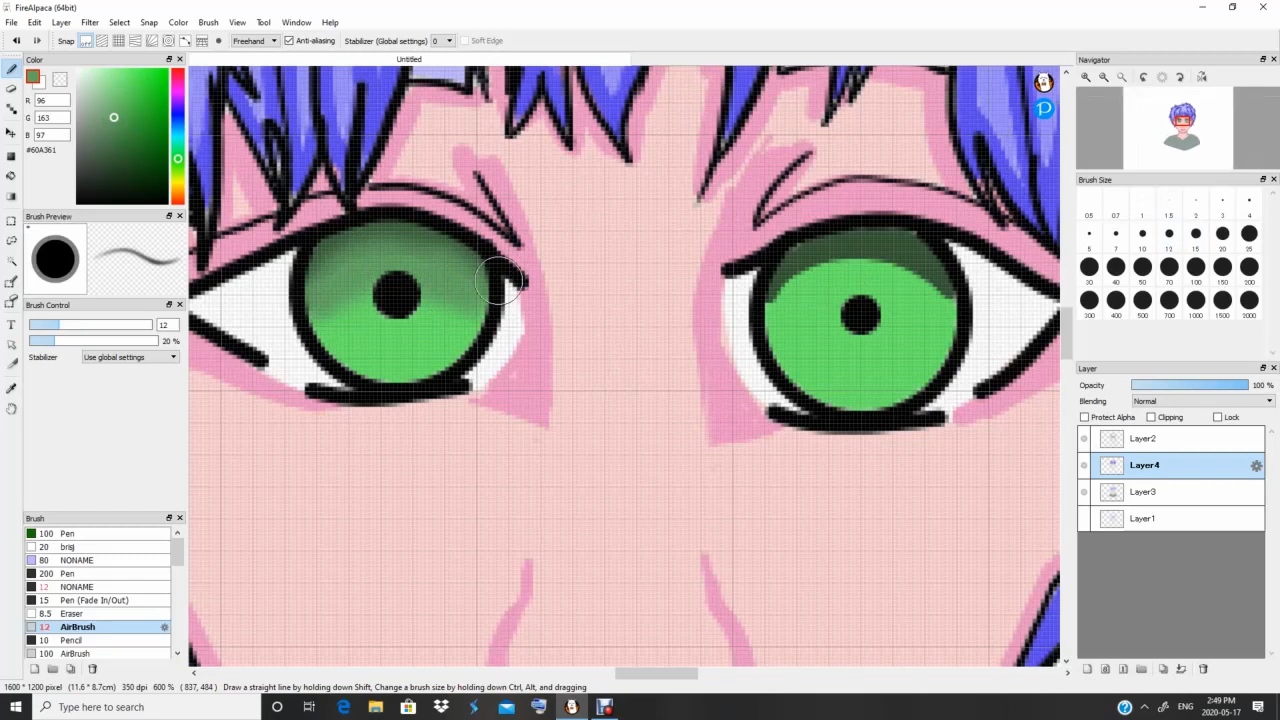 FireAlpaca (64bit)
File Edit Layer Filter Select Snap Color Brush View Tool Window Help
Snap OFF Freehand Anti-aliasing Stabilizer (Global settings) 0 Soft Edge
Color
Untitled
Navigator
R 96
G 163
B 97
#60A361
Brush Size
0.5 0.7 1 1.5 2 3 4
5 7 10 12 15 20 25
30 40 50 70 100 150 200
300 400 500 700 1000 1500 2000
Brush Preview
Brush Control
12
20 %
Stabilizer Use global settings
Layer
Opacity 100 %
Blending Normal
Protect Alpha Clipping Lock
Layer2
Layer4
Layer3
Layer1
Brush
100 Pen
20 brisj
80 NONAME
200 Pen
12 NONAME
15 Pen (Fade In/Out)
8.5 Eraser
12 AirBrush
10 Pencil
100 AirBrush
1600 * 1200 pixel (11.6 * 8.7cm) 350 dpi 600 % ( 837, 484 ) Draw a straight line by holding down Shift, Change a brush size by holding down Ctrl, Alt, and dragging
Type here to search
ENG
2:49 PM
2020-05-17